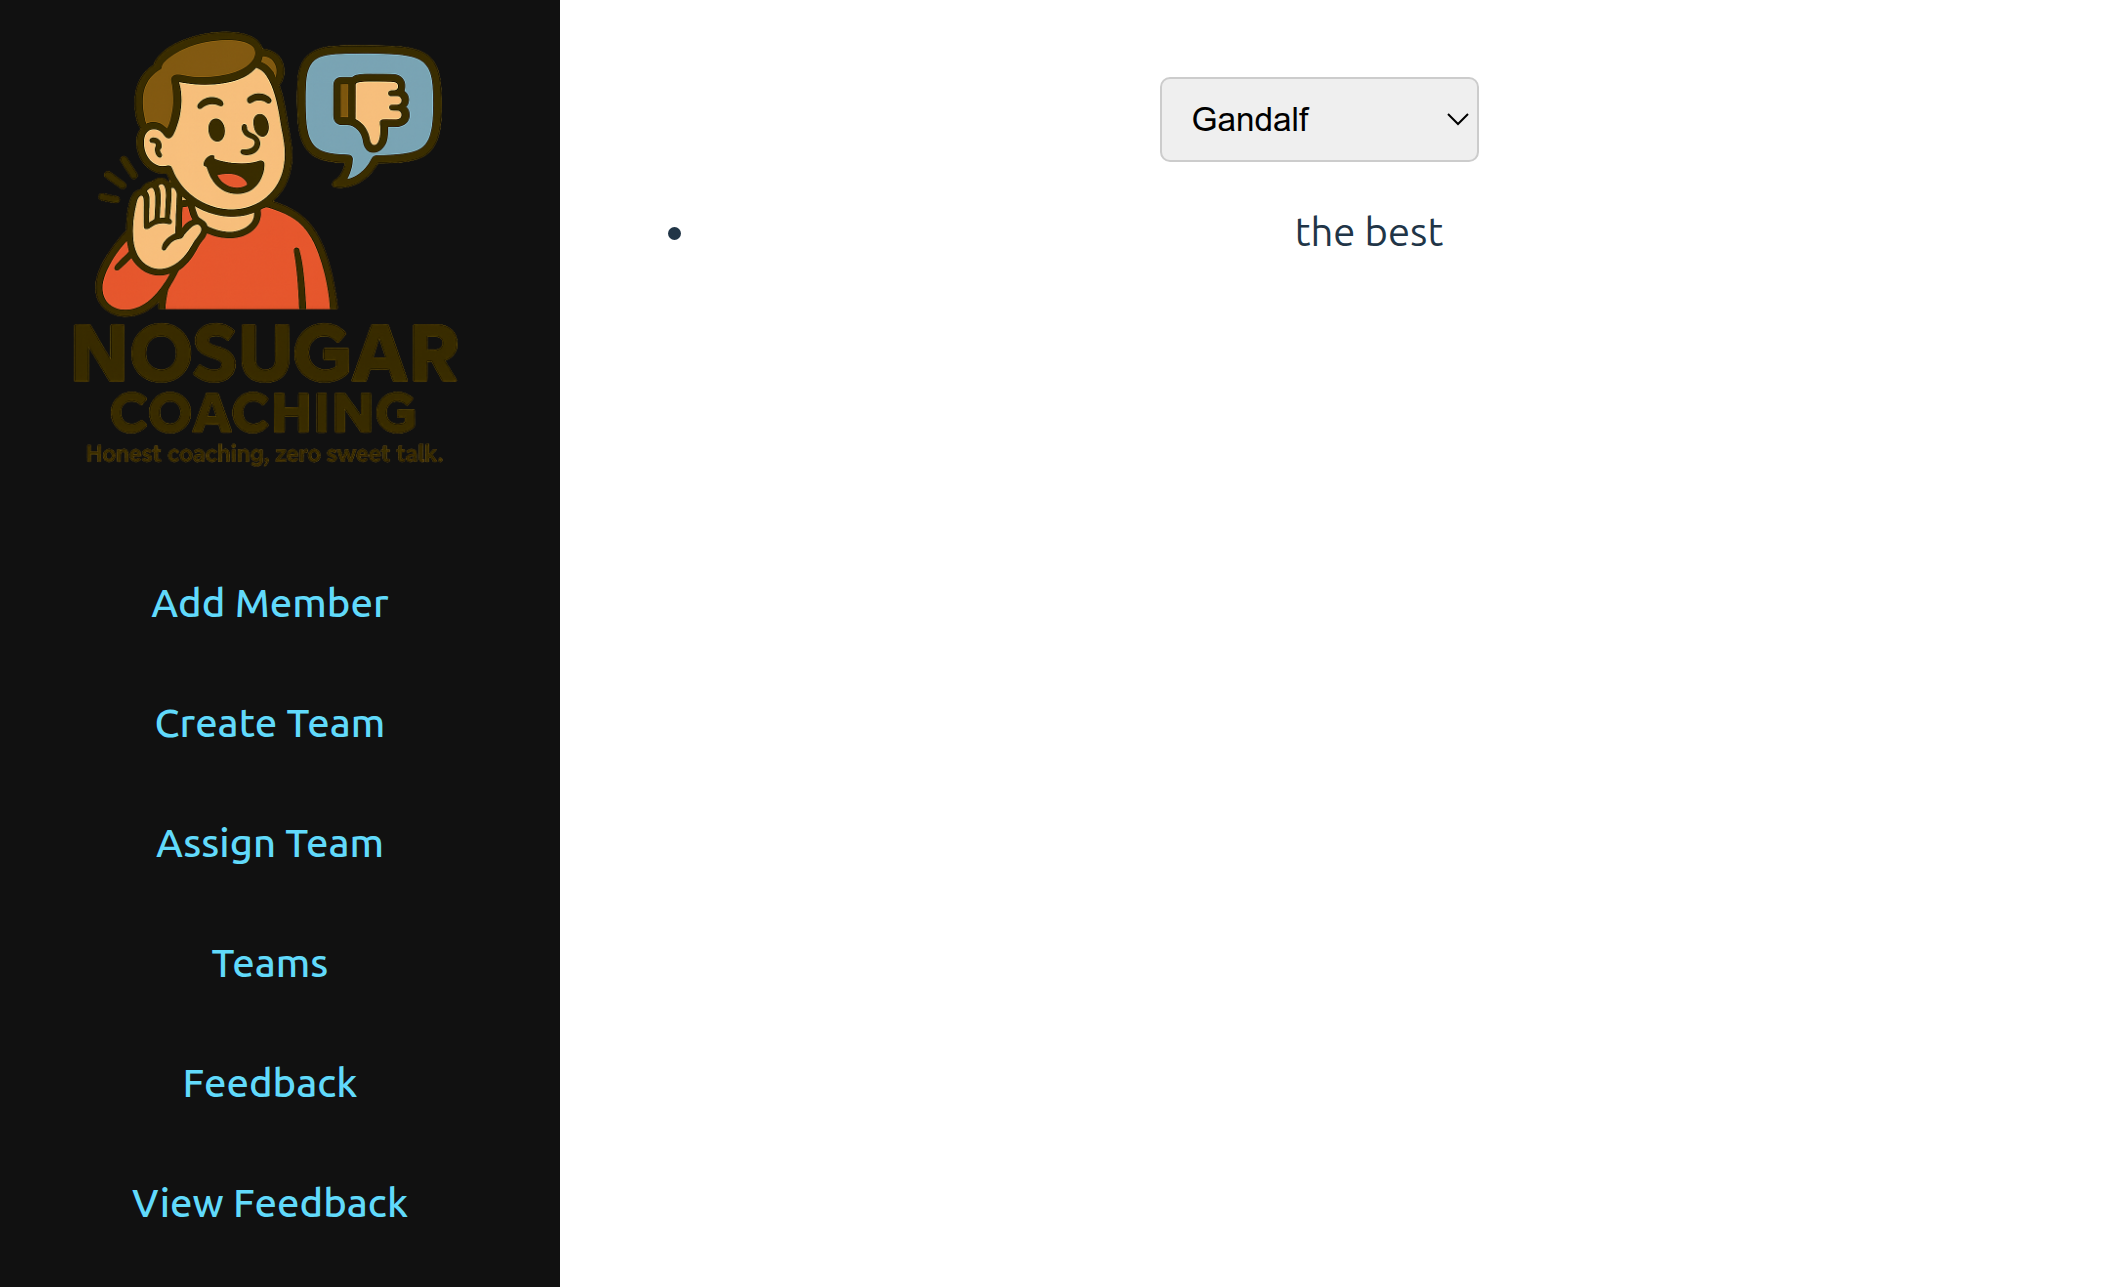 NOSUGAR
COACHING
Honest coaching, zero sweet talk.
Add Member
Create Team
Assign Team
Teams
Feedback
View Feedback
Gandalf
the best